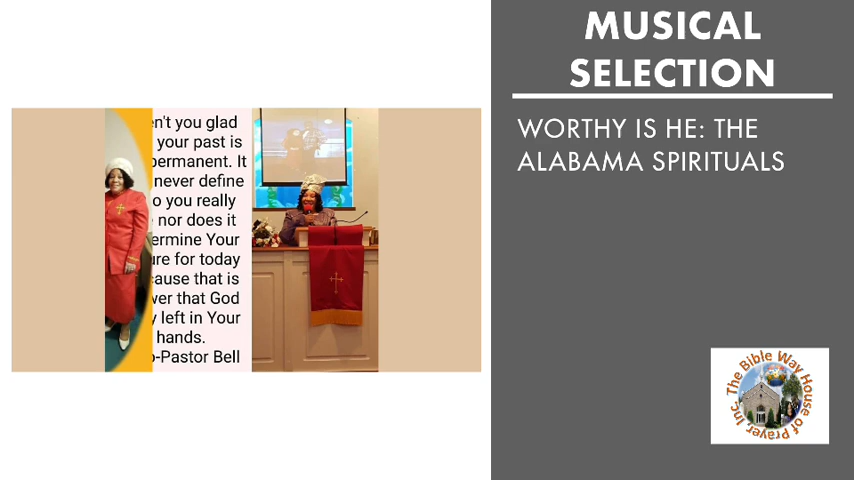 MUSICAL
SELECTION
WORTHY IS HE: THE
ALABAMA SPIRITUALS
en't you glad
your past is
permanent. It
never define
o you really
nor does it
ermine Your
ure for today
ause that is
wer that God
y left in Your
hands.
o-Pastor Bell
The Bible Way House of Prayer, Inc.